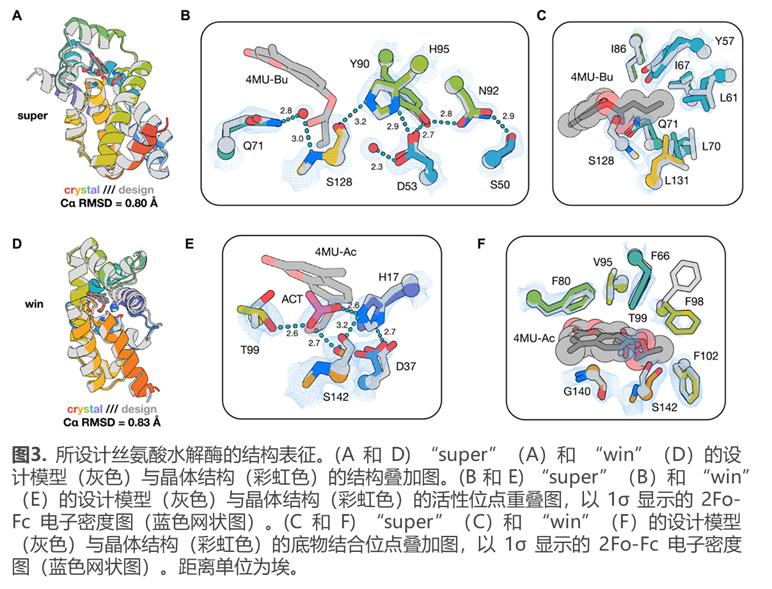 A
super
crystal /// design
Cα RMSD = 0.80 Å
B
4MU-Bu
Y90
H95
N92
Q71
S128
D53
S50
2.8
3.0
3.2
2.9
2.7
2.8
2.9
2.3
C
I86
Y57
I67
4MU-Bu
L61
Q71
S128
L70
L131
D
win
crystal /// design
Cα RMSD = 0.83 Å
E
4MU-Ac
H17
ACT
T99
S142
D37
2.6
2.6
3.2
2.7
2.7
F
V95
F66
F80
F98
T99
4MU-Ac
F102
G140
S142
图3. 所设计丝氨酸水解酶的结构表征。(A 和 D) “super” （A）和 “win” （D）的设
计模型（灰色）与晶体结构（彩虹色）的结构叠加图。(B 和 E) “super” （B）和 “win”
（E）的设计模型（灰色）与晶体结构（彩虹色）的活性位点重叠图，以 1σ 显示的 2Fo-
Fc 电子密度图（蓝色网状图）。(C 和 F) “super” （C）和 “win” （F）的设计模型
（灰色）与晶体结构（彩虹色）的底物结合位点叠加图，以 1σ 显示的 2Fo-Fc 电子密度
图（蓝色网状图）。距离单位为埃。